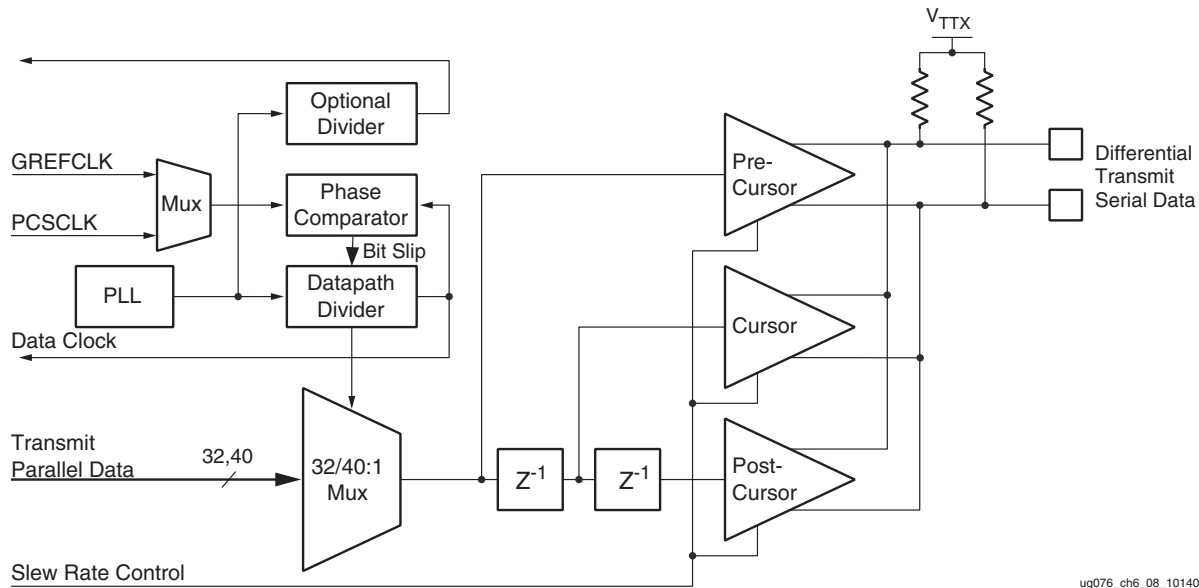 V_TTX
Optional
Divider
GREFCLK
Mux
PCSCLK
Phase
Comparator
Bit Slip
PLL
Datapath
Divider
Data Clock
Pre-
Cursor
Differential
Transmit
Serial Data
Cursor
Transmit
Parallel Data
32,40
32/40:1
Mux
Z⁻¹
Z⁻¹
Post-
Cursor
Slew Rate Control
ug076_ch6_08_10140